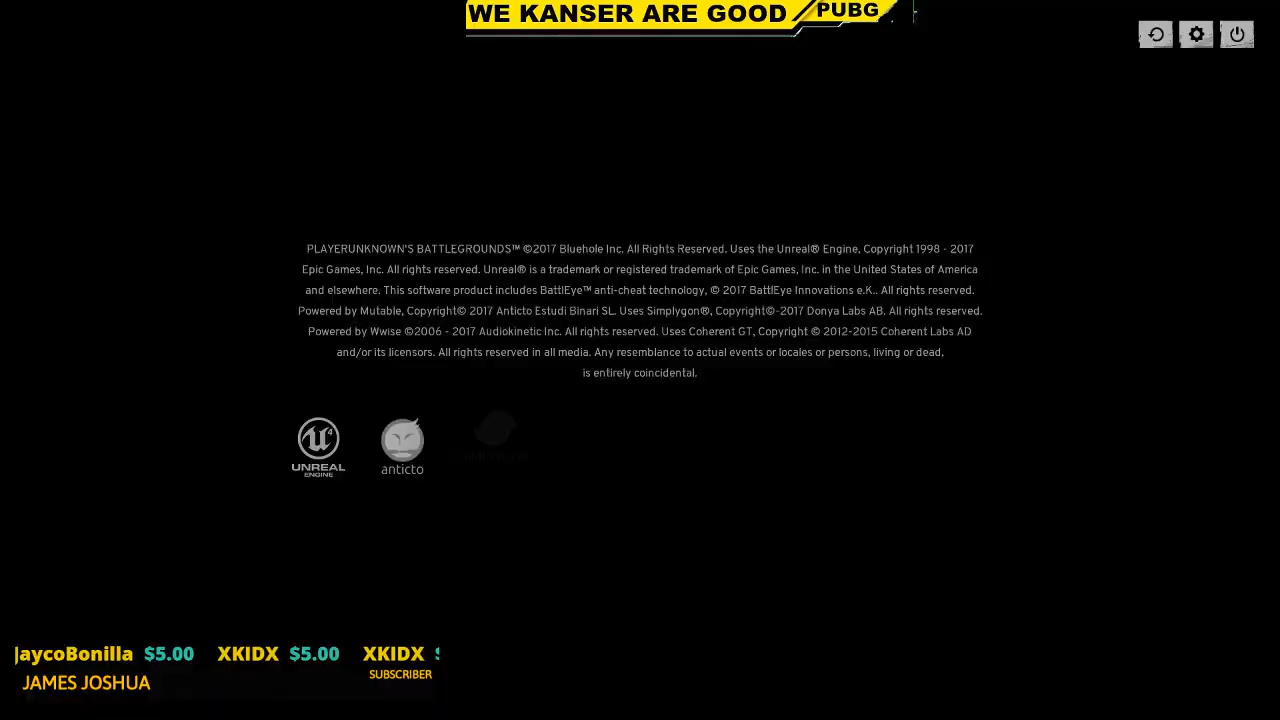 WE KANSER ARE GOOD PUBG
PLAYERUNKNOWN'S BATTLEGROUNDS™ ©2017 Bluehole Inc. All Rights Reserved. Uses the Unreal® Engine, Copyright 1998 - 2017
Epic Games, Inc. All rights reserved. Unreal® is a trademark or registered trademark of Epic Games, Inc. in the United States of America
and elsewhere. This software product includes BattlEye™ anti-cheat technology, © 2017 BattlEye Innovations e.K.. All rights reserved.
Powered by Mutable, Copyright© 2017 Anticto Estudi Binari SL. Uses Simplygon®, Copyright©-2017 Donya Labs AB. All rights reserved.
Powered by Wwise ©2006 - 2017 Audiokinetic Inc. All rights reserved. Uses Coherent GT, Copyright © 2012-2015 Coherent Labs AD
and/or its licensors. All rights reserved in all media. Any resemblance to actual events or locales or persons, living or dead,
is entirely coincidental.
UNREAL
ENGINE
anticto
JaycoBonilla $5.00 XKIDX $5.00 XKIDX
SUBSCRIBER
JAMES JOSHUA